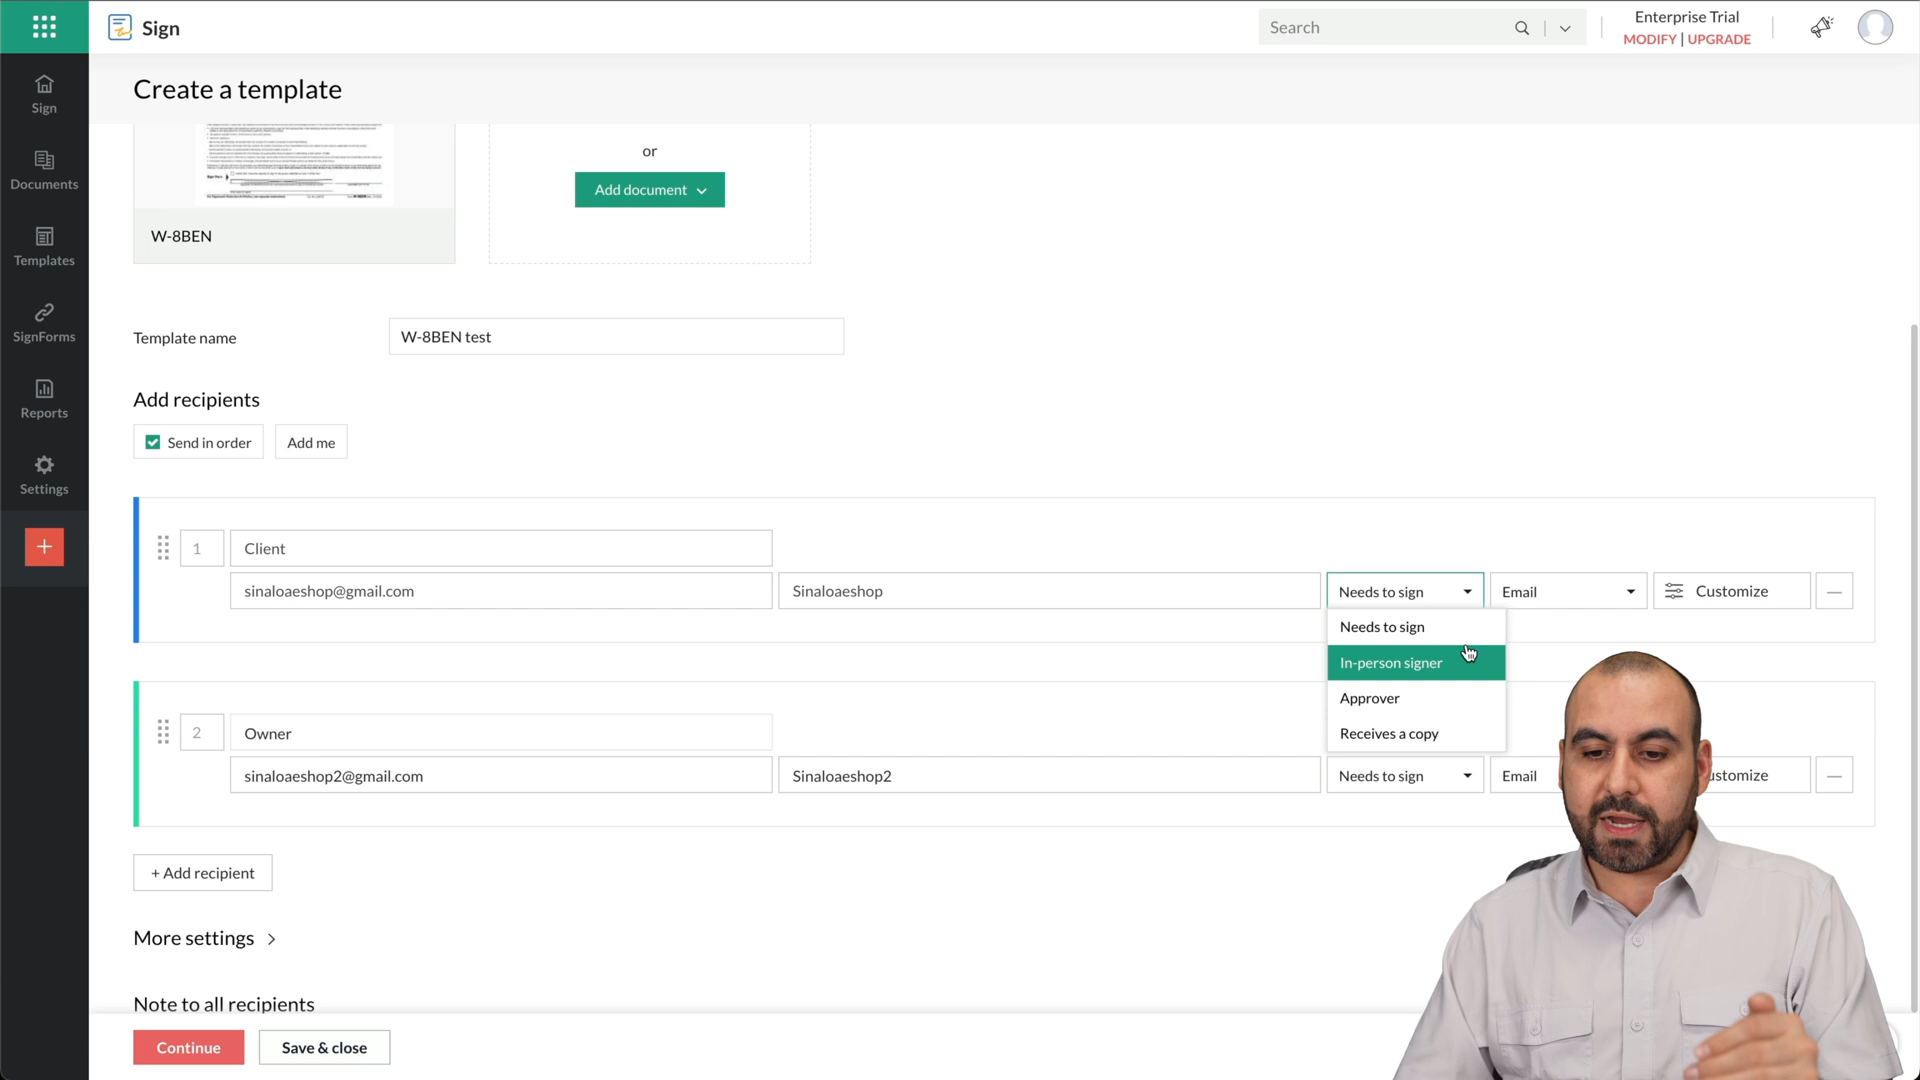 Sign
Search
Enterprise Trial
MODIFY | UPGRADE
Create a template
Sign
Documents
Templates
SignForms
Reports
Settings
or
Add document
W-8BEN
Template name
W-8BEN test
Add recipients
Send in order
Add me
1
Client
sinaloaeshop@gmail.com
Sinaloaeshop
Needs to sign
Email
Customize
Needs to sign
In-person signer
Approver
Receives a copy
2
Owner
sinaloaeshop2@gmail.com
Sinaloaeshop2
Needs to sign
Email
ustomize
+ Add recipient
More settings
Note to all recipients
Continue
Save & close